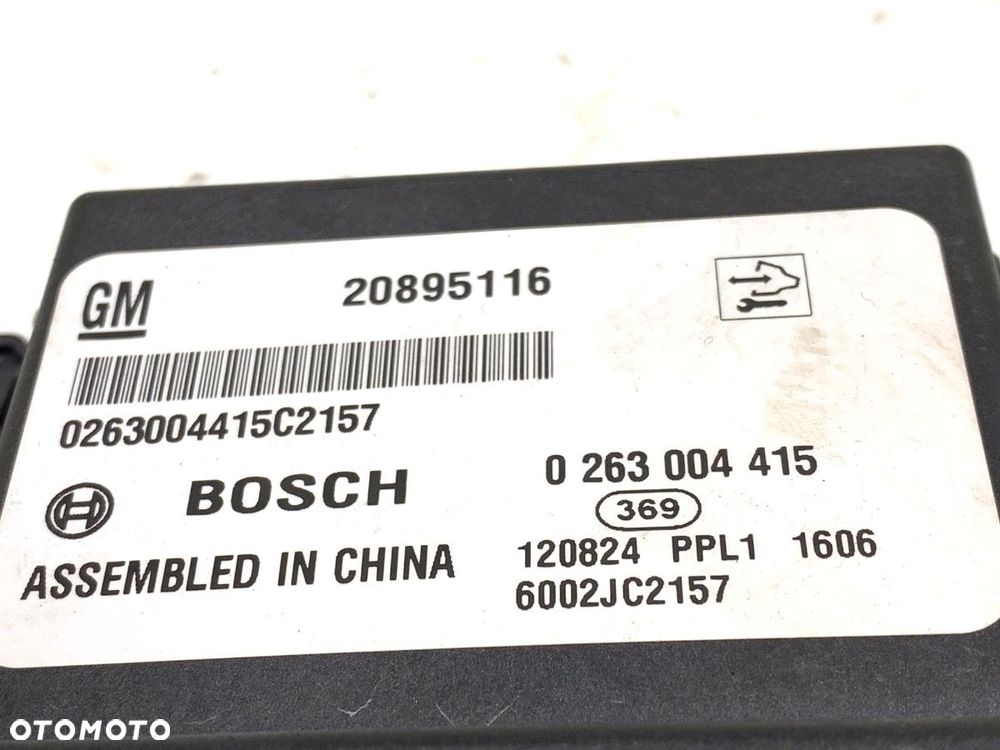 GM 20895116
0263004415C2157
BOSCH 0 263 004 415
369
ASSEMBLED IN CHINA 120824 PPL1 1606
6002JC2157
OTOMOTO